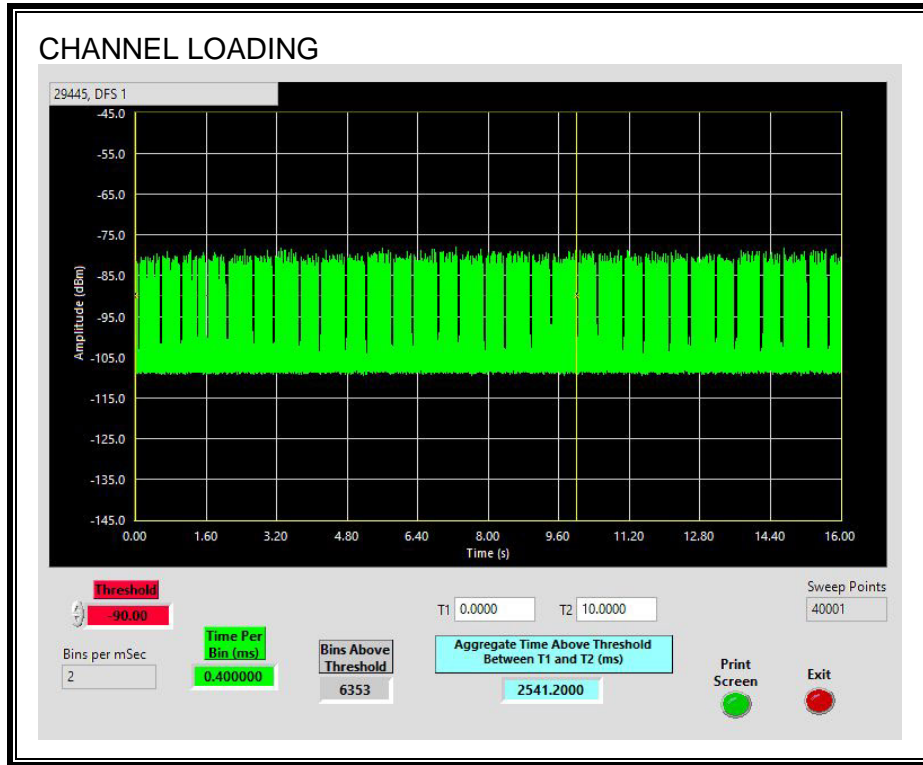 CHANNEL LOADING
29445, DFS 1
-45.0
-55.0
-65.0
-75.0
-85.0
-95.0
-105.0
-115.0
-125.0
-135.0
-145.0
Amplitude (dBm)
0.00 1.60 3.20 4.80 6.40 8.00 9.60 11.20 12.80 14.40 16.00
Time (s)
Threshold
-90.00
Bins per mSec
2
Time Per
Bin (ms)
0.400000
Bins Above
Threshold
6353
T1 0.0000 T2 10.0000
Aggregate Time Above Threshold
Between T1 and T2 (ms)
2541.2000
Sweep Points
40001
Print
Screen
Exit